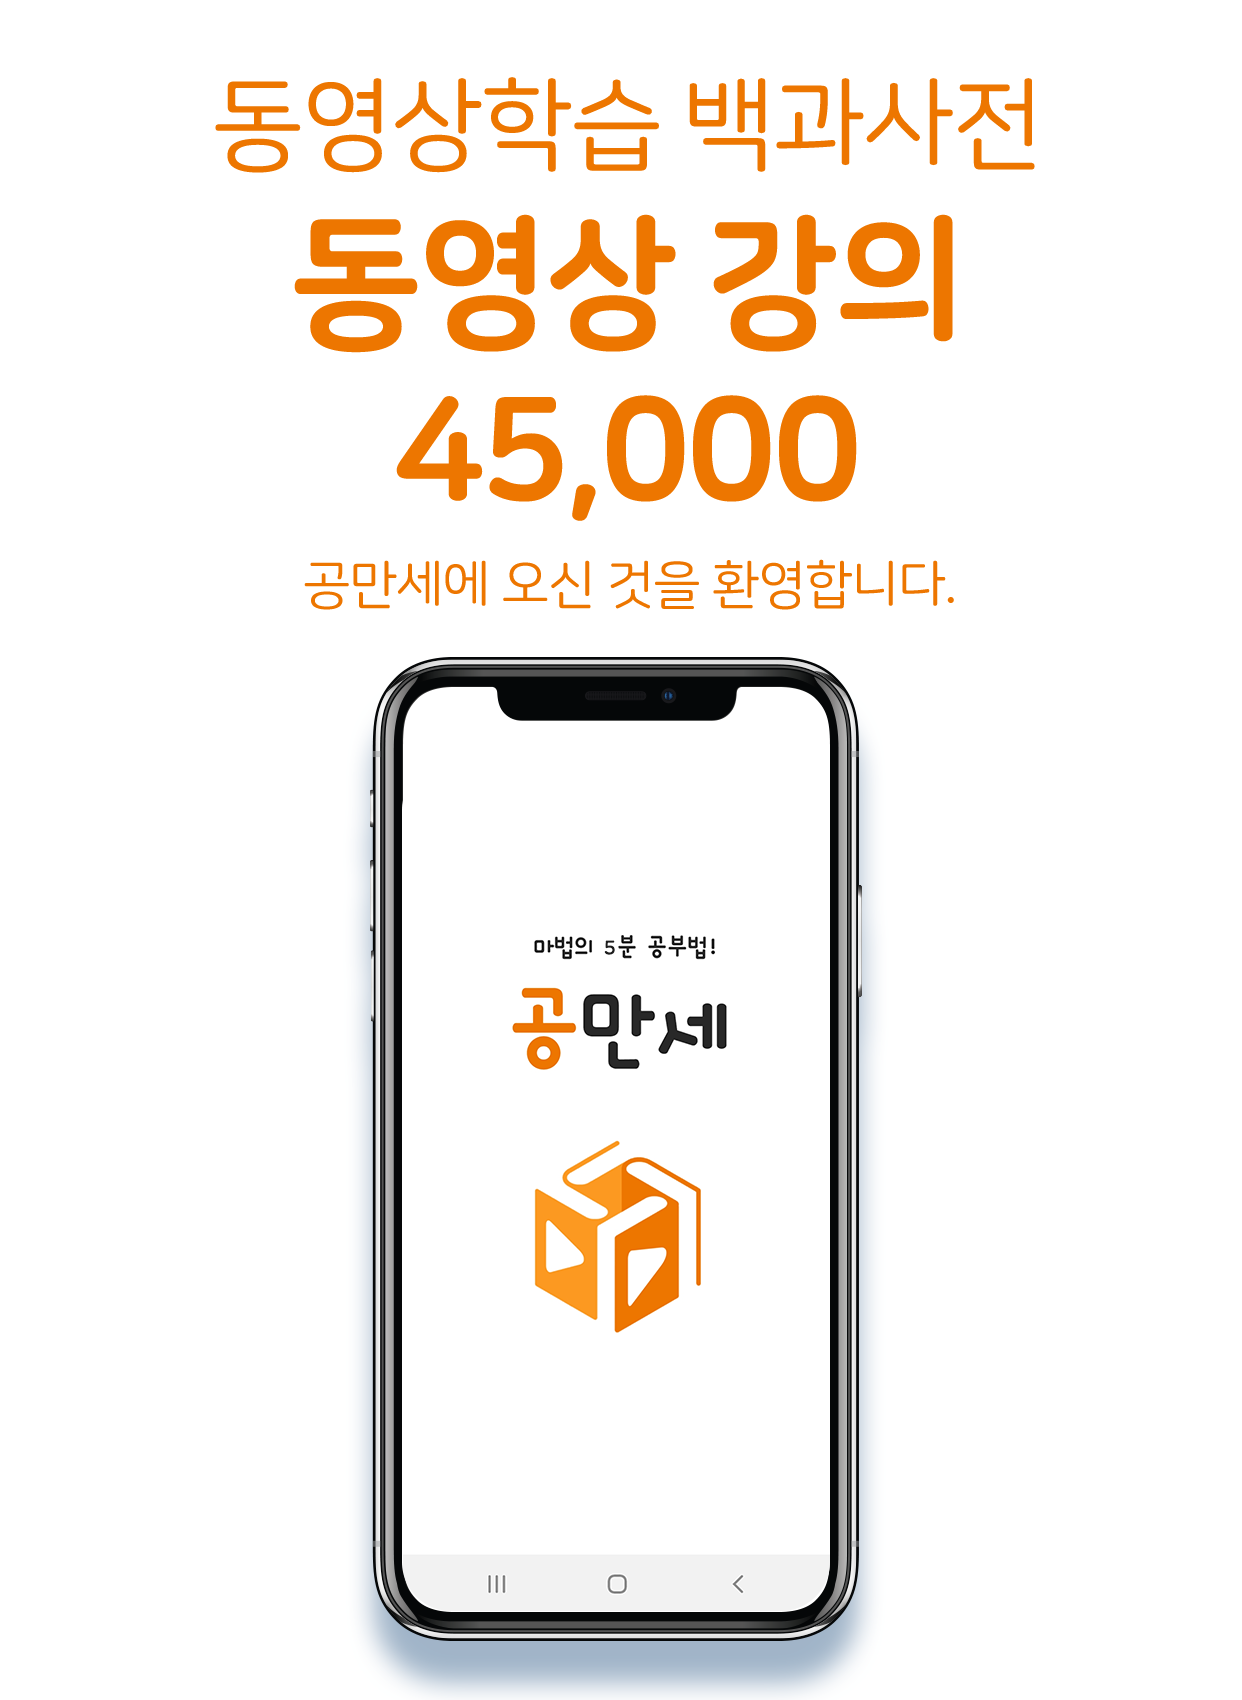 동영상학습 백과사전
동영상 강의
45,000
공만세에 오신 것을 환영합니다.
마법의 5분 공부법!
공만세